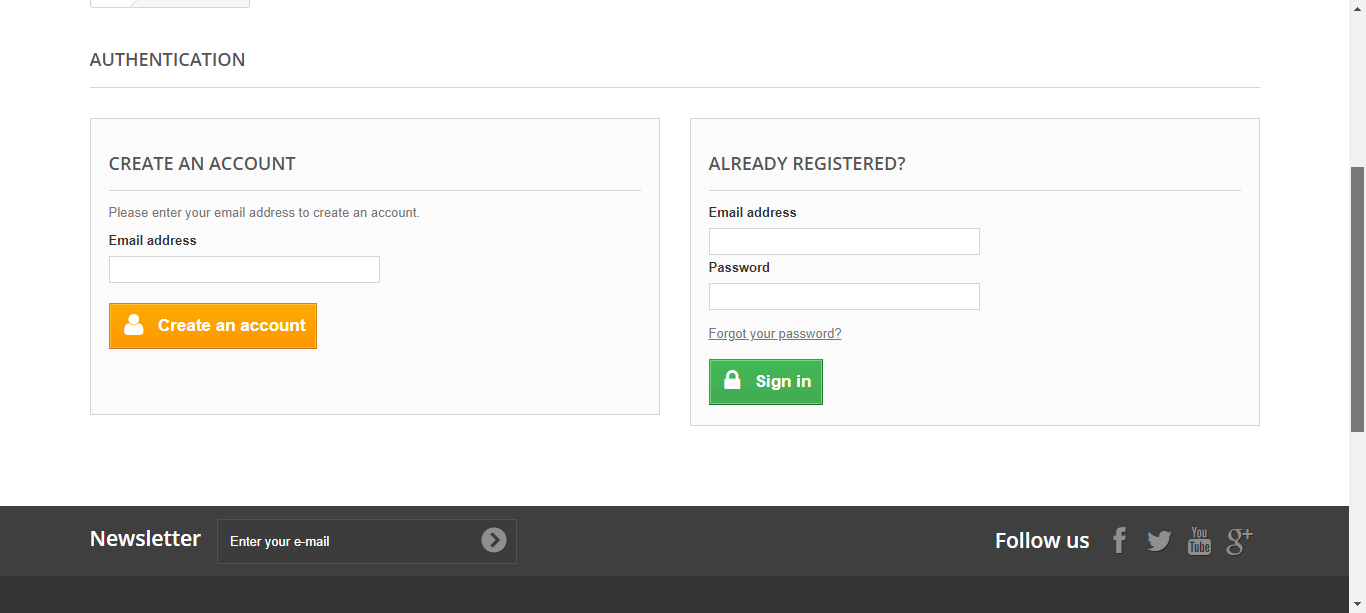 AUTHENTICATION
CREATE AN ACCOUNT
Please enter your email address to create an account.
Email address
Create an account
ALREADY REGISTERED?
Email address
Password
Forgot your password?
Sign in
Newsletter
Enter your e-mail
Follow us
You
Tube
g+